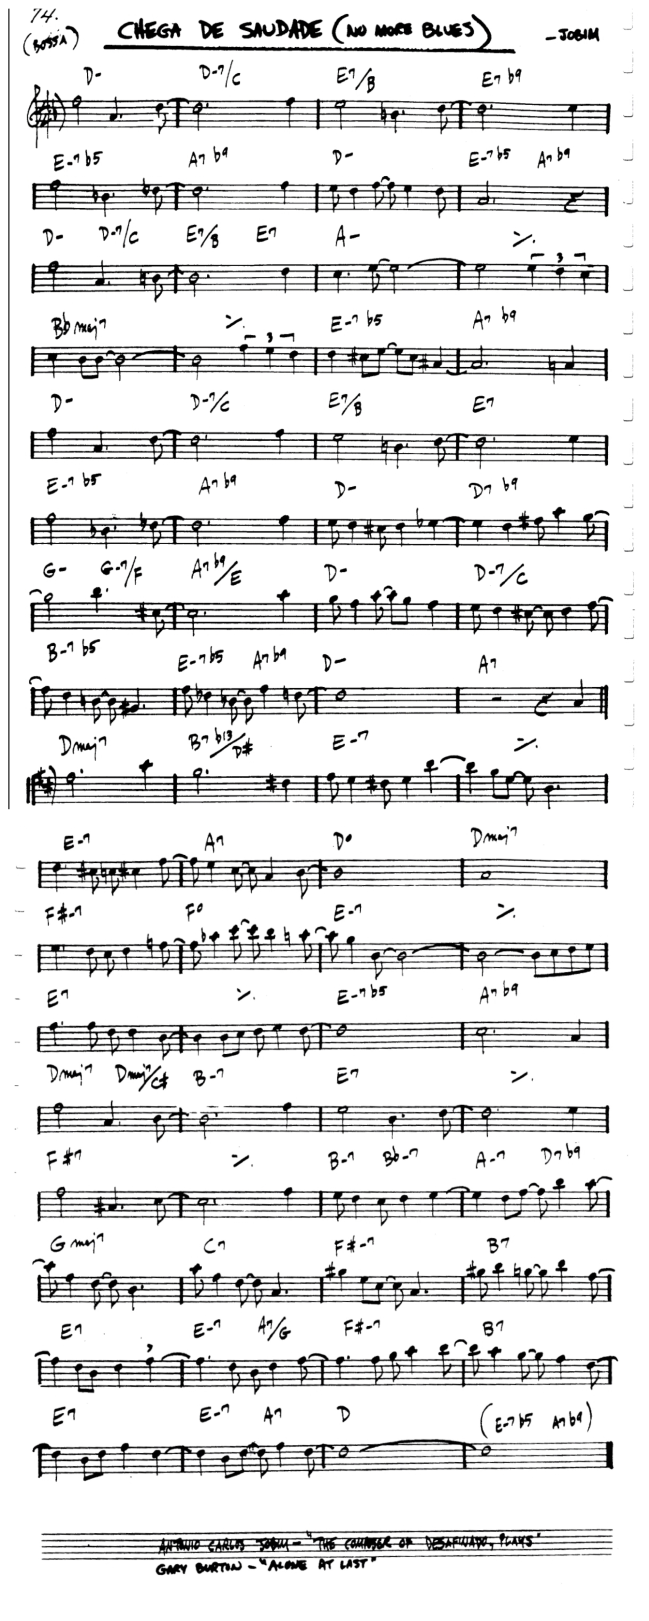 74.
(BOSSA) CHEGA DE SAUDADE (NO MORE BLUES) -JOBIM
D- D-7/C E7/B E7 b9
E-7 b5 A7 b9 D- E-7 b5 A7 b9
D- D-7/C E7/B E7 A- ٪.
3
Bb maj7 ٪. E-7 b5 A7 b9
3
D- D-7/C E7/B E7
E-7 b5 A7 b9 D- D7 b9
G- G-7/F A7 b9/E D- D-7/C
B-7 b5 E-7 b5 A7 b9 D- A7
Dmaj7 B7 b13/D# E-7 ٪.
E-7 A7 Do Dmaj7
F#-7 Fo E-7 ٪.
E7 ٪. E-7 b5 A7 b9
Dmaj7 Dmaj7/C# B-7 E7 ٪.
F#7 ٪. B-7 Bb-7 A-7 D7 b9
G maj7 C7 F#-7 B7
E7 E-7 A7/G F#-7 B7
E7 E-7 A7 D (E-7 b5 A7 b9)
ANTONIO CARLOS JOBIM - "THE COMPOSER OF DESAFINADO, PLAYS"
GARY BURTON - "ALONE AT LAST"